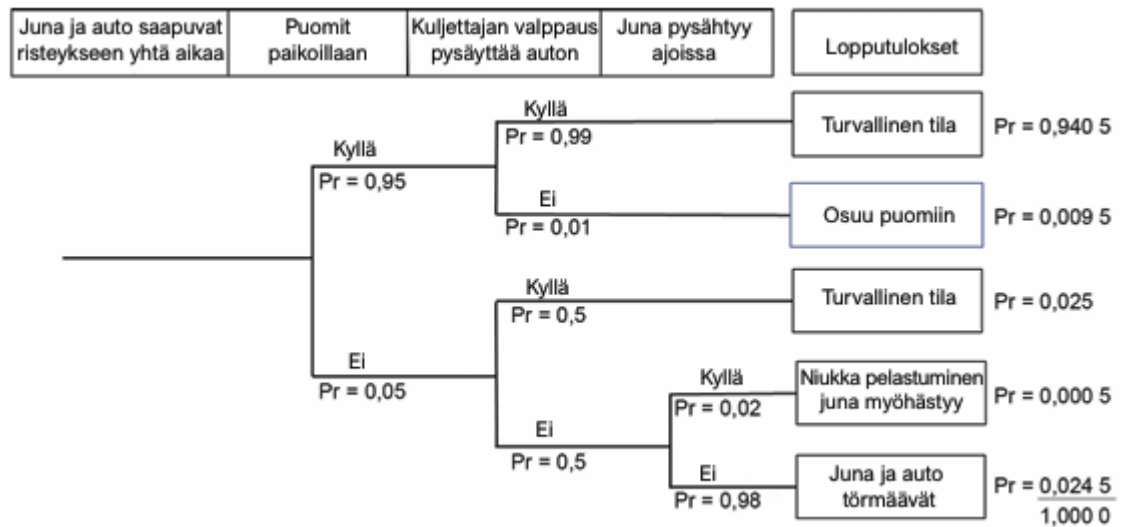 Juna ja auto saapuvat
risteykseen yhtä aikaa
Puomit
paikoillaan
Kuljettajan valppaus
pysäyttää auton
Juna pysähtyy
ajoissa
Lopputulokset
Kyllä
Pr = 0,99
Turvallinen tila
Pr = 0,940 5
Kyllä
Pr = 0,95
Ei
Pr = 0,01
Osuu puomiin
Pr = 0,009 5
Kyllä
Pr = 0,5
Turvallinen tila
Pr = 0,025
Ei
Pr = 0,05
Kyllä
Pr = 0,02
Niukka pelastuminen
juna myöhästyy
Pr = 0,000 5
Ei
Pr = 0,5
Ei
Pr = 0,98
Juna ja auto
törmäävät
Pr = 0,024 5
1,000 0